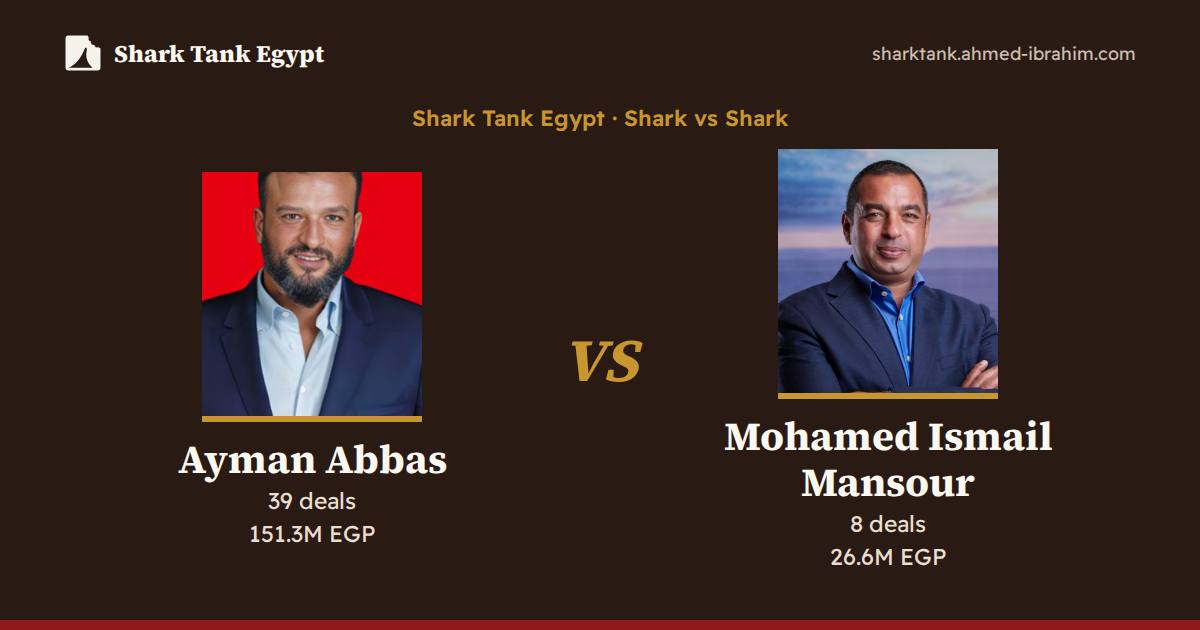 Shark Tank Egypt
sharktank.ahmed-ibrahim.com
Shark Tank Egypt · Shark vs Shark
VS
Ayman Abbas
39 deals
151.3M EGP
Mohamed Ismail
Mansour
8 deals
26.6M EGP